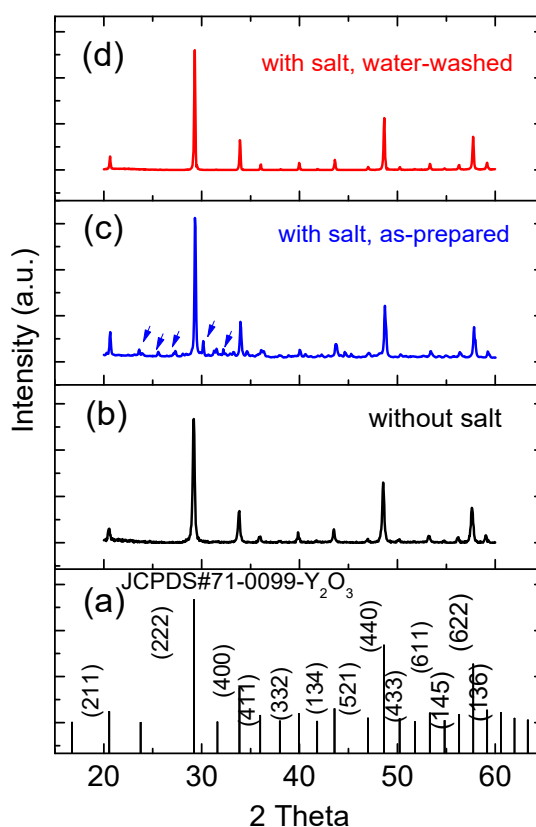 (d)
with salt, water-washed
(c)
with salt, as-prepared
(b)
without salt
(a)
JCPDS#71-0099-Y₂O₃
(211)
(222)
(400)
(411)
(332)
(134)
(521)
(440)
(433)
(611)
(145)
(622)
(136)
20
30
40
50
60
2 Theta
Intensity (a.u.)